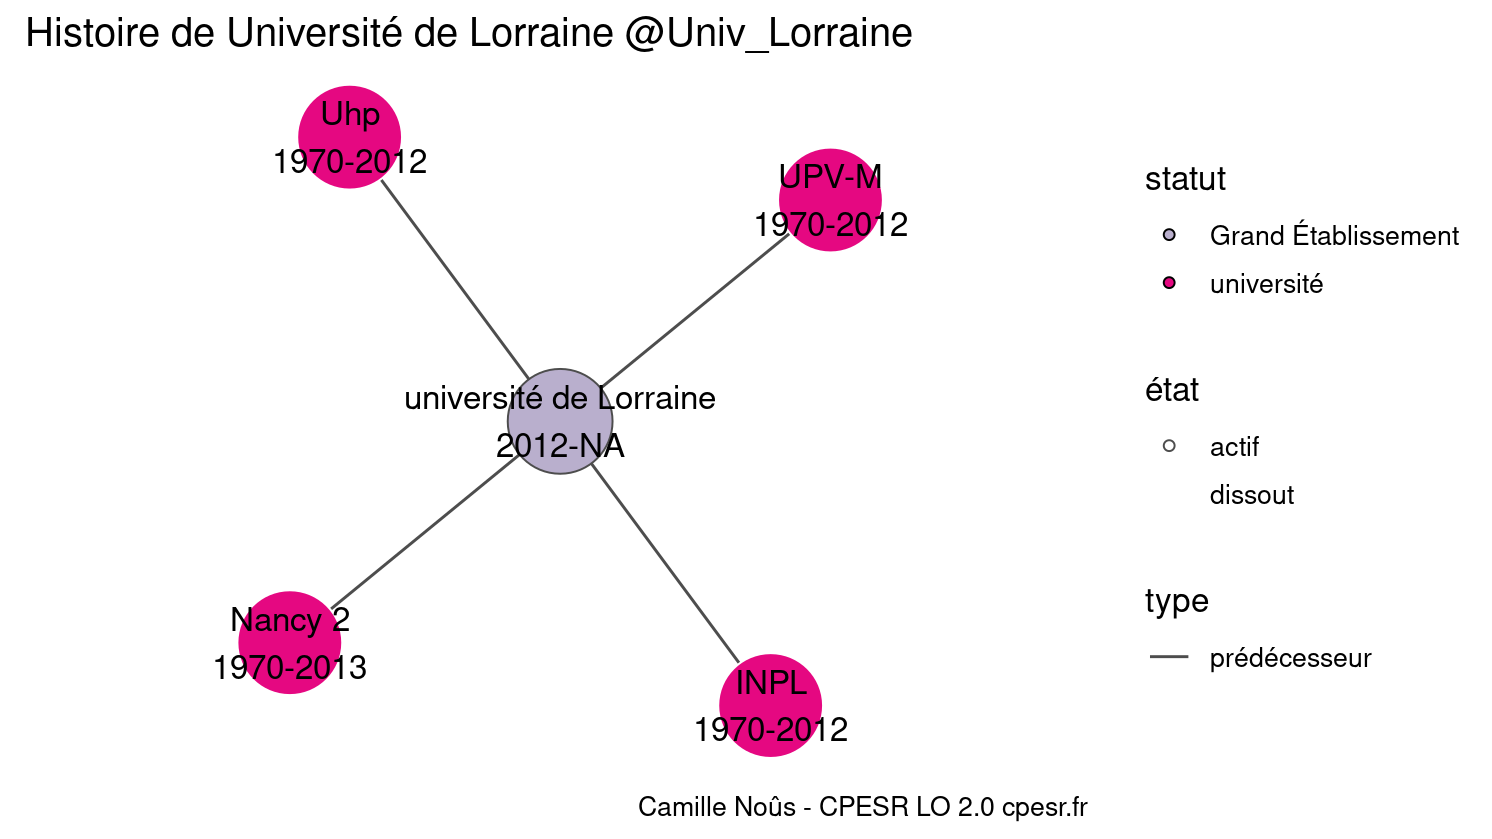 Histoire de Université de Lorraine @Univ_Lorraine
Uhp
1970-2012
UPV-M
1970-2012
université de Lorraine
2012-NA
Nancy 2
1970-2013
INPL
1970-2012
statut
Grand Établissement
université
état
actif
dissout
type
prédécesseur
Camille Noûs - CPESR LO 2.0 cpesr.fr